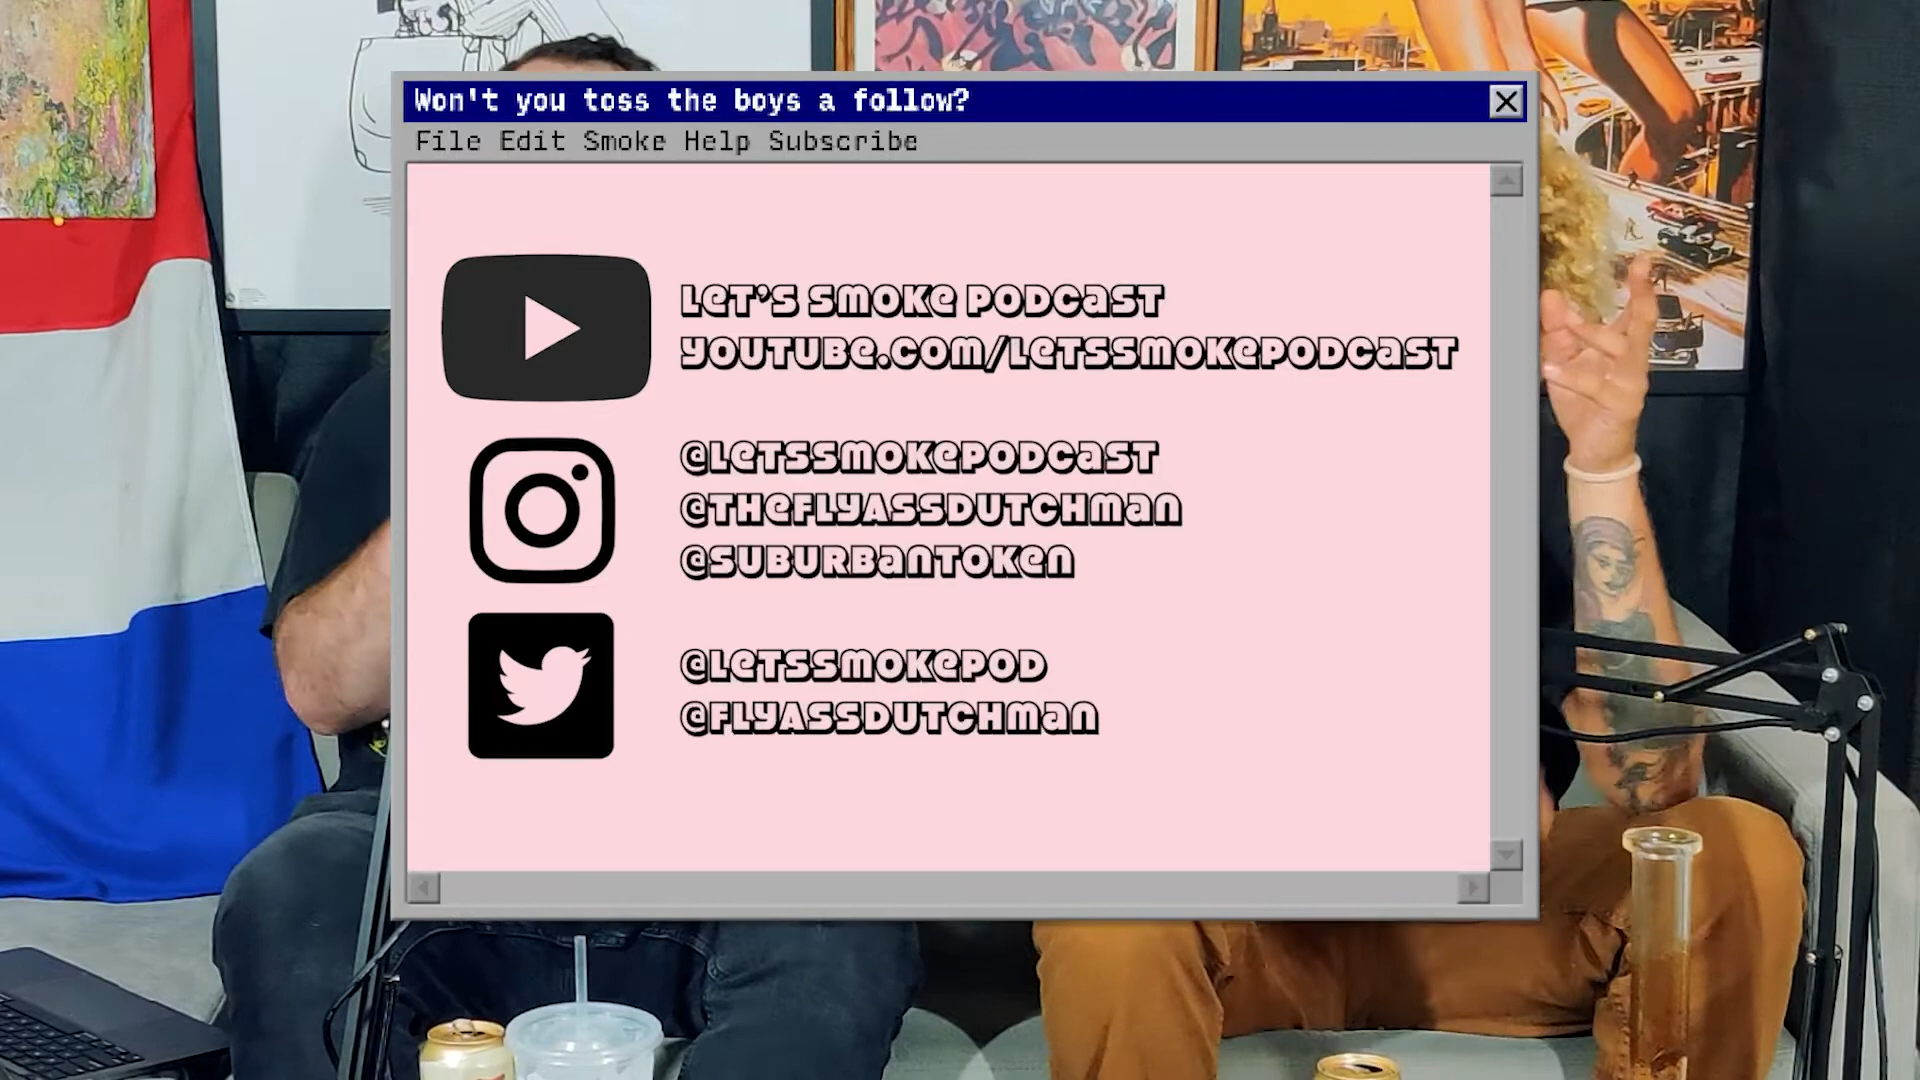 Won't you toss the boys a follow?
File Edit Smoke Help Subscribe
LET'S SMOKE PODCAST
YOUTUBE.COM/LETSSMOKEPODCAST
@LETSSMOKEPODCAST
@THEFLYASSDUTCHMAN
@SUBURBANTOKEN
@LETSSMOKEPOD
@FLYASSDUTCHMAN